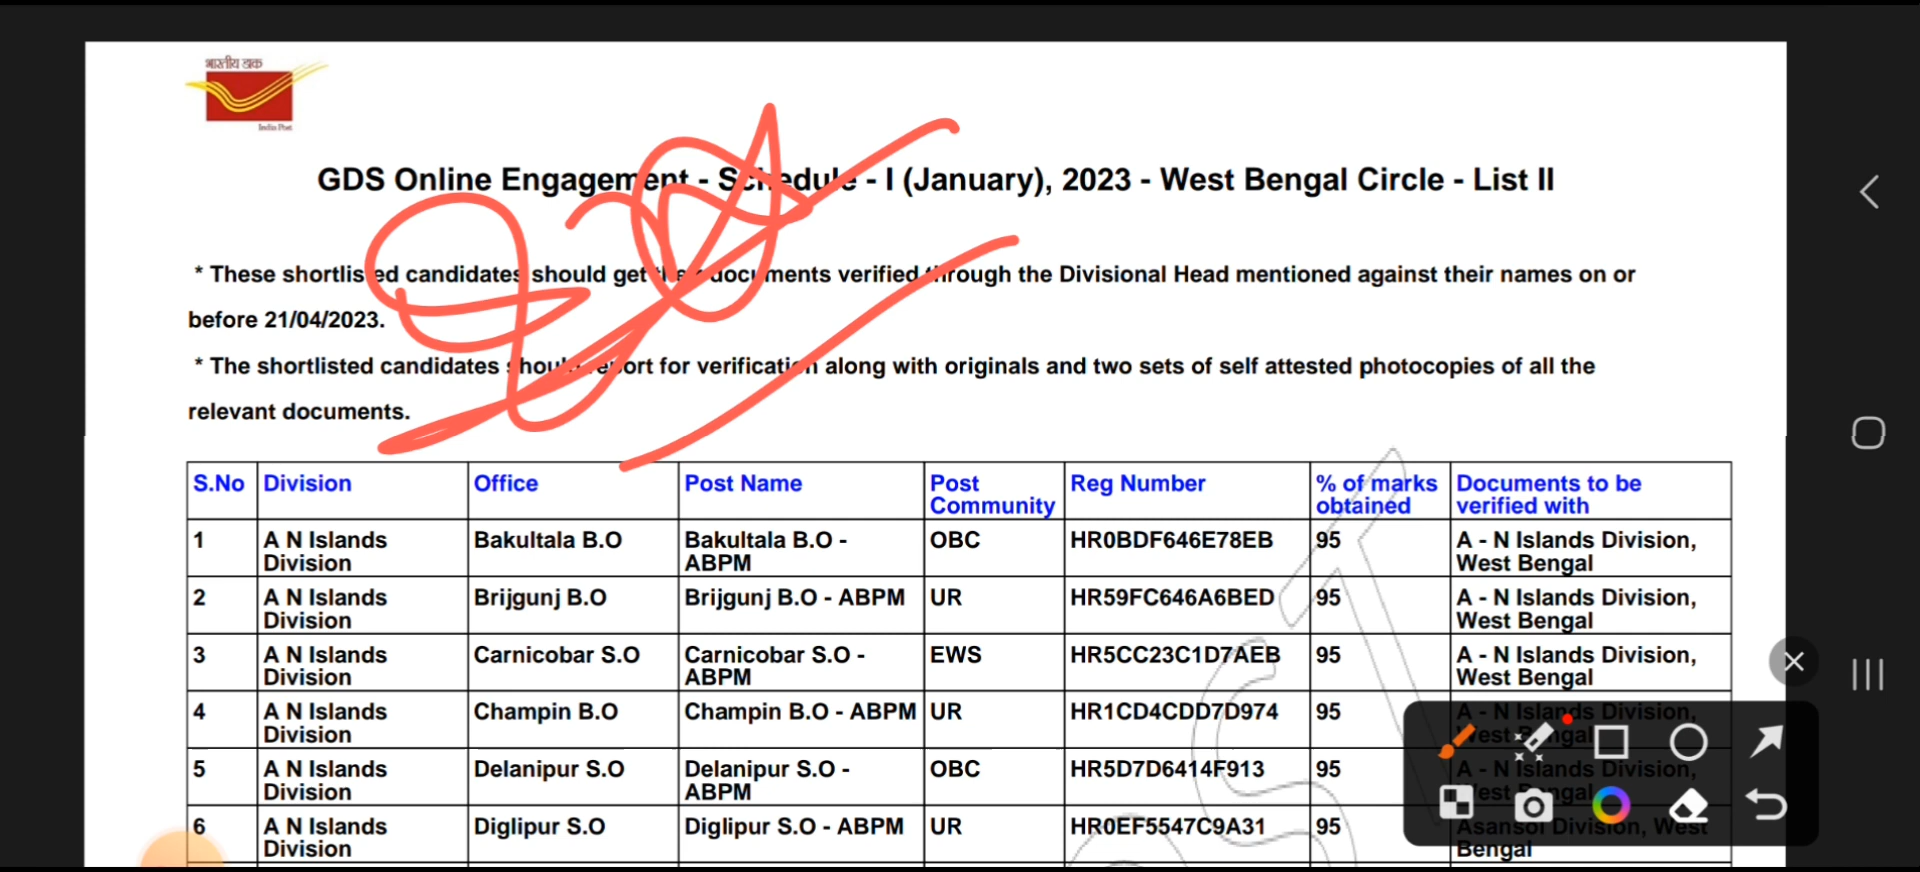 भारतीय डाक
India Post
GDS Online Engagement - Schedule - I (January), 2023 - West Bengal Circle - List II
* These shortlisted candidates should get their documents verified through the Divisional Head mentioned against their names on or
before 21/04/2023.
* The shortlisted candidates should report for verification along with originals and two sets of self attested photocopies of all the
relevant documents.
S.No Division Office Post Name Post Community Reg Number % of marks obtained Documents to be verified with
1 A N Islands Division Bakultala B.O Bakultala B.O - ABPM OBC HR0BDF646E78EB 95 A - N Islands Division, West Bengal
2 A N Islands Division Brijgunj B.O Brijgunj B.O - ABPM UR HR59FC646A6BED 95 A - N Islands Division, West Bengal
3 A N Islands Division Carnicobar S.O Carnicobar S.O - ABPM EWS HR5CC23C1D7AEB 95 A - N Islands Division, West Bengal
4 A N Islands Division Champin B.O Champin B.O - ABPM UR HR1CD4CDD7D974 95 A - N Islands Division, West Bengal
5 A N Islands Division Delanipur S.O Delanipur S.O - ABPM OBC HR5D7D6414F913 95 A - N Islands Division, West Bengal
6 A N Islands Division Diglipur S.O Diglipur S.O - ABPM UR HR0EF5547C9A31 95 Asansol Division, West Bengal